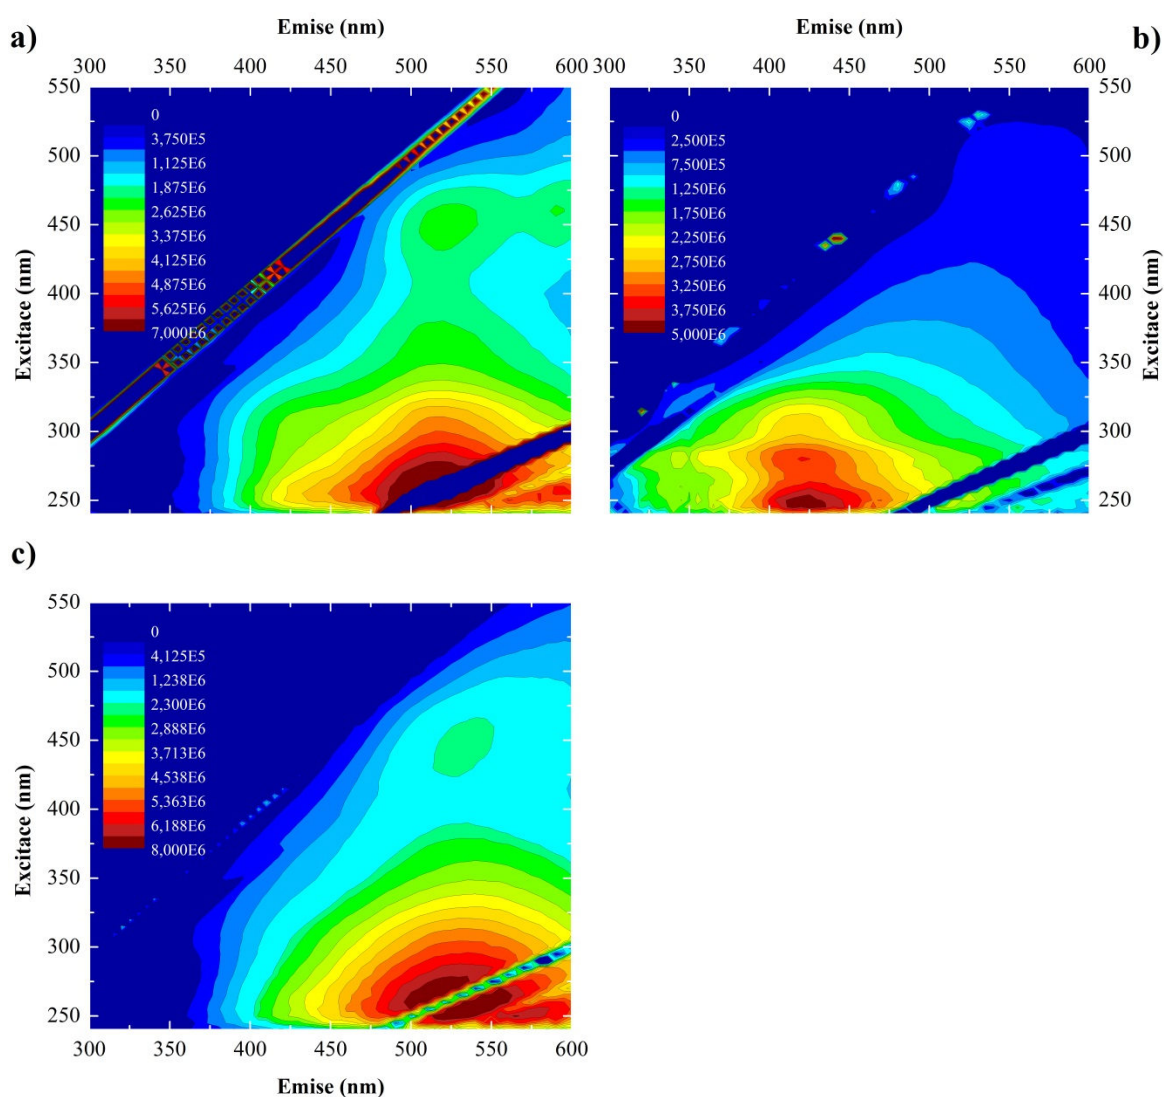 Emise (nm)
Emise (nm)
a)
b)
300 350 400 450 500 550 600
300 350 400 450 500 550 600
550
500
450
400
350
300
250
Excitace (nm)
0
3,750E5
1,125E6
1,875E6
2,625E6
3,375E6
4,125E6
4,875E6
5,625E6
7,000E6
0
2,500E5
7,500E5
1,250E6
1,750E6
2,250E6
2,750E6
3,250E6
3,750E6
5,000E6
550
500
450
400
350
300
250
Excitace (nm)
c)
550
500
450
400
350
300
250
Excitace (nm)
0
4,125E5
1,238E6
2,300E6
2,888E6
3,713E6
4,538E6
5,363E6
6,188E6
8,000E6
300 350 400 450 500 550 600
Emise (nm)